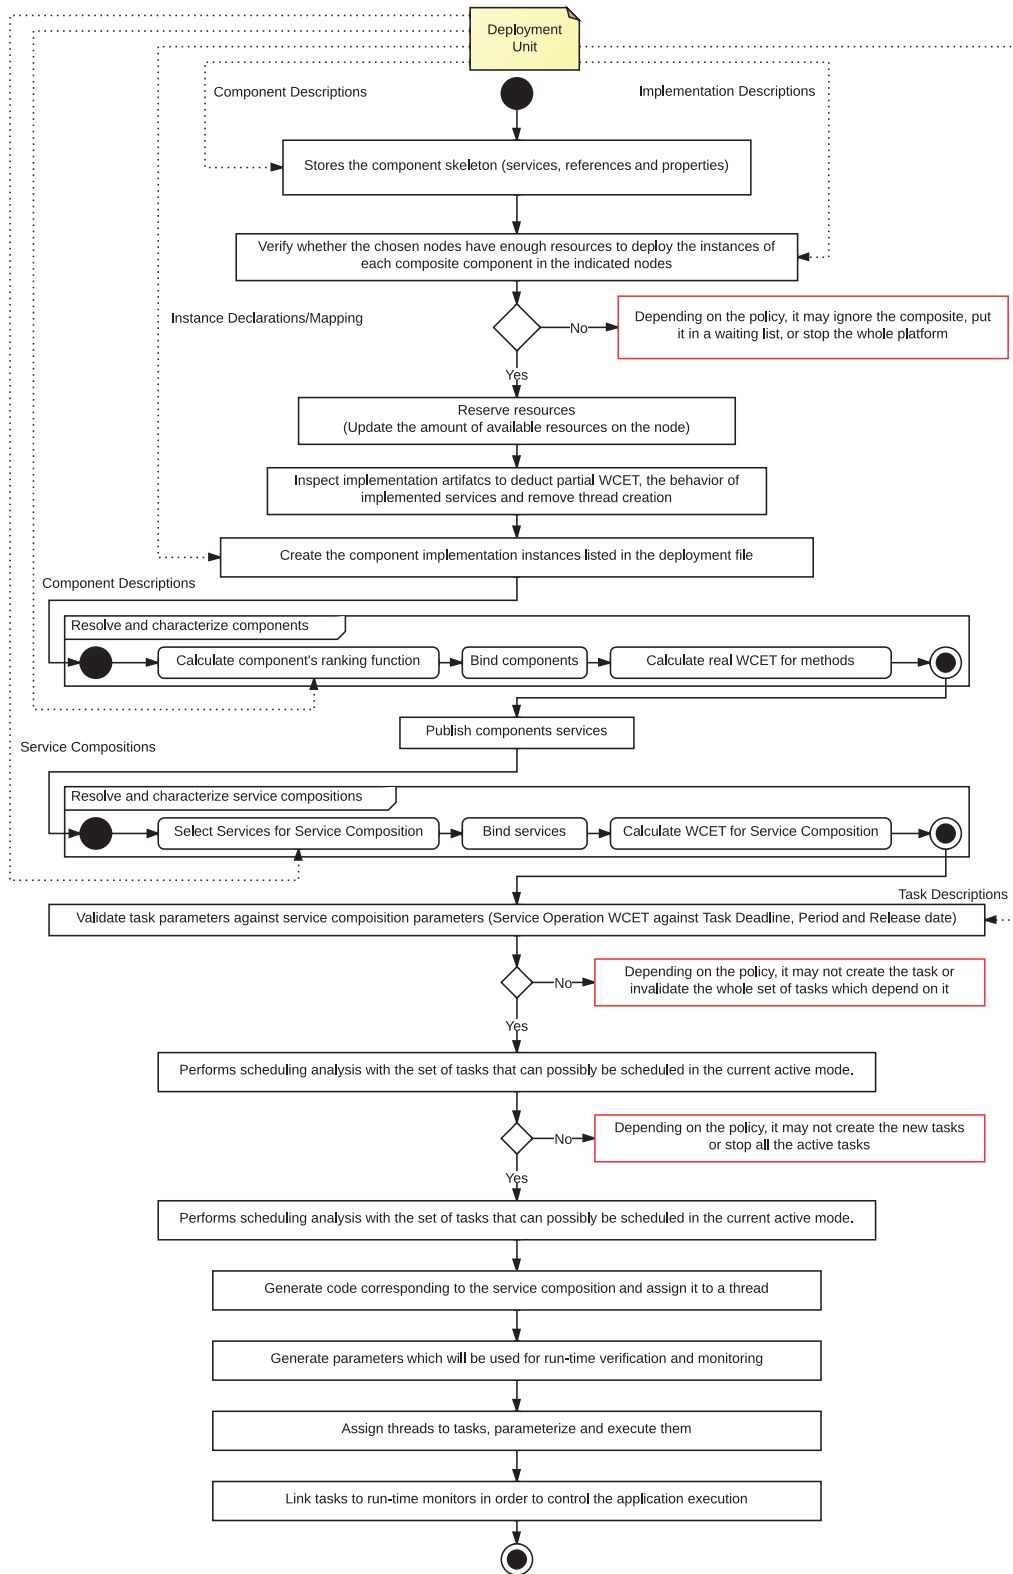 Deployment
Unit
Component Descriptions
Implementation Descriptions
Stores the component skeleton (services, references and properties)
Verify whether the chosen nodes have enough resources to deploy the instances of
each composite component in the indicated nodes
Instance Declarations/Mapping
No
Depending on the policy, it may ignore the composite, put
it in a waiting list, or stop the whole platform
Yes
Reserve resources
(Update the amount of available resources on the node)
Inspect implementation artifatcs to deduct partial WCET, the behavior of
implemented services and remove thread creation
Create the component implementation instances listed in the deployment file
Component Descriptions
Resolve and characterize components
Calculate component's ranking function
Bind components
Calculate real WCET for methods
Publish components services
Service Compositions
Resolve and characterize service compositions
Select Services for Service Composition
Bind services
Calculate WCET for Service Composition
Task Descriptions
Validate task parameters against service compoisition parameters (Service Operation WCET against Task Deadline, Period and Release date)
No
Depending on the policy, it may not create the task or
invalidate the whole set of tasks which depend on it
Yes
Performs scheduling analysis with the set of tasks that can possibly be scheduled in the current active mode.
No
Depending on the policy, it may not create the new tasks
or stop all the active tasks
Yes
Performs scheduling analysis with the set of tasks that can possibly be scheduled in the current active mode.
Generate code corresponding to the service composition and assign it to a thread
Generate parameters which will be used for run-time verification and monitoring
Assign threads to tasks, parameterize and execute them
Link tasks to run-time monitors in order to control the application execution